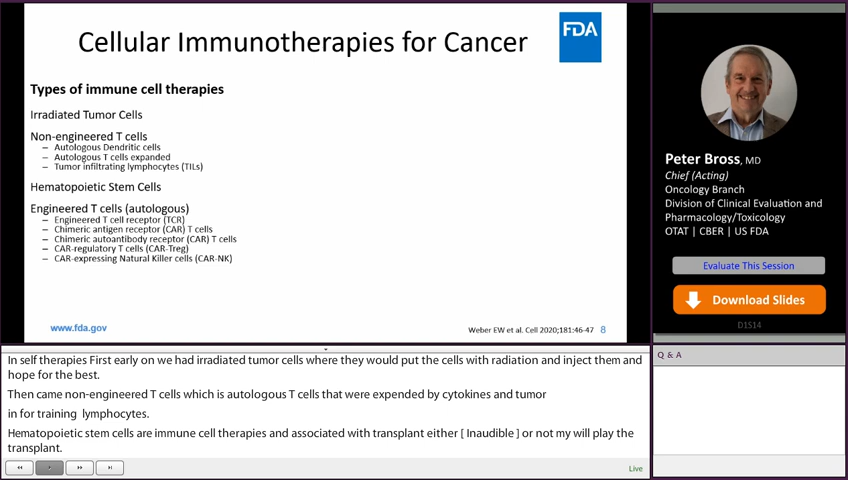 Cellular Immunotherapies for Cancer
FDA
Types of immune cell therapies
Irradiated Tumor Cells
Non-engineered T cells
– Autologous Dendritic cells
– Autologous T cells expanded
– Tumor infiltrating lymphocytes (TILs)
Hematopoietic Stem Cells
Engineered T cells (autologous)
– Engineered T cell receptor (TCR)
– Chimeric antigen receptor (CAR) T cells
– Chimeric autoantibody receptor (CAR) T cells
– CAR-regulatory T cells (CAR-Treg)
– CAR-expressing Natural Killer cells (CAR-NK)
www.fda.gov
Weber EW et al. Cell 2020;181:46-47 8
Peter Bross, MD
Chief (Acting)
Oncology Branch
Division of Clinical Evaluation and
Pharmacology/Toxicology
OTAT | CBER | US FDA
Evaluate This Session
Download Slides
D1S14
In self therapies First early on we had irradiated tumor cells where they would put the cells with radiation and inject them and
hope for the best.
Then came non-engineered T cells which is autologous T cells that were expended by cytokines and tumor
in for training lymphocytes.
Hematopoietic stem cells are immune cell therapies and associated with transplant either [ Inaudible ] or not my will play the
transplant.
Live
Q & A